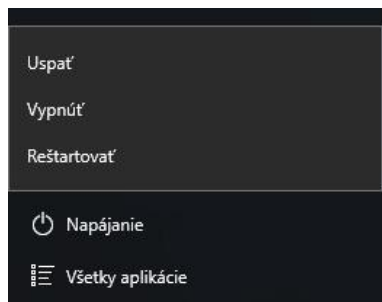 Uspať
Vypnúť
Reštartovať
Napájanie
Všetky aplikácie